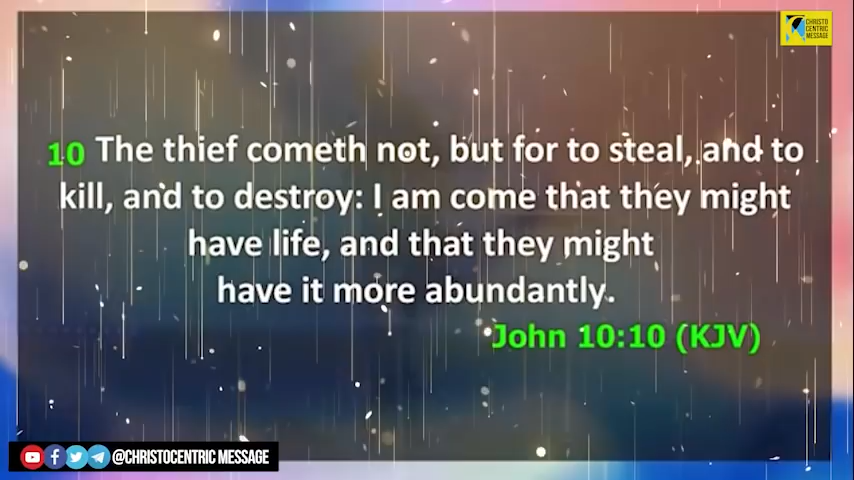 CHRISTO
CENTRIC
MESSAGE
10 The thief cometh not, but for to steal, and to
kill, and to destroy: I am come that they might
have life, and that they might
have it more abundantly.
John 10:10 (KJV)
@CHRISTOCENTRIC MESSAGE